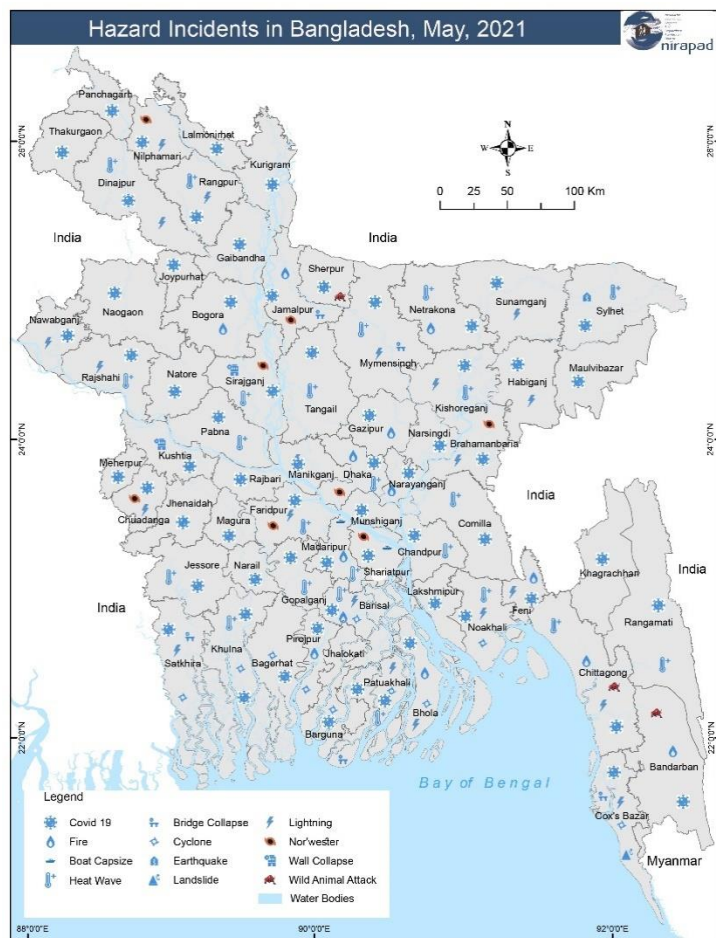 Hazard Incidents in Bangladesh, May, 2021
nirapad
Panchagarh
Thakurgaon
Lalmonirhat
Nilphamari
Kurigram
Dinajpur
Rangpur
26°0'0"N
26°0'0"N
N
W E
S
0 25 50 100 Km
India
India
Gaibandha
Sherpur
Joypurhat
Naogaon
Bogora
Jamalpur
Netrakona
Sunamganj
Sylhet
Nawabganj
Rajshahi
Natore
Sirajganj
Mymensingh
Tangail
Kishoreganj
Habiganj
Maulvibazar
Pabna
Gazipur
Narsingdi
Brahamanbaria
24°0'0"N
24°0'0"N
Kushtia
Meherpur
Rajbari
Manikganj
Dhaka
Narayanganj
India
Chuadanga
Jhenaidah
Magura
Faridpur
Munshiganj
Comilla
Madaripur
Chandpur
Shariatpur
Khagrachhari
India
Jessore
Narail
Gopalganj
Barisal
Lakshmipur
Feni
Noakhali
Rangamati
India
Khulna
Pirojpur
Satkhira
Bagerhat
Jhalokati
Patuakhali
Bhola
Chittagong
Barguna
22°0'0"N
22°0'0"N
Bandarban
Bay of Bengal
Cox's Bazar
Myanmar
Legend
Covid 19
Bridge Collapse
Lightning
Fire
Cyclone
Nor'wester
Boat Capsize
Earthquake
Wall Collapse
Heat Wave
Landslide
Wild Animal Attack
Water Bodies
88°0'0"E
90°0'0"E
92°0'0"E